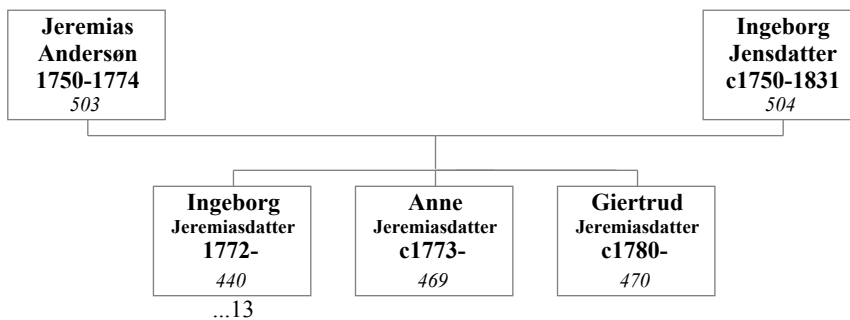 Jeremias
Andersøn
1750-1774
503
Ingeborg
Jensdatter
c1750-1831
504
Ingeborg
Jeremiasdatter
1772-
440
...13
Anne
Jeremiasdatter
c1773-
469
Giertrud
Jeremiasdatter
c1780-
470